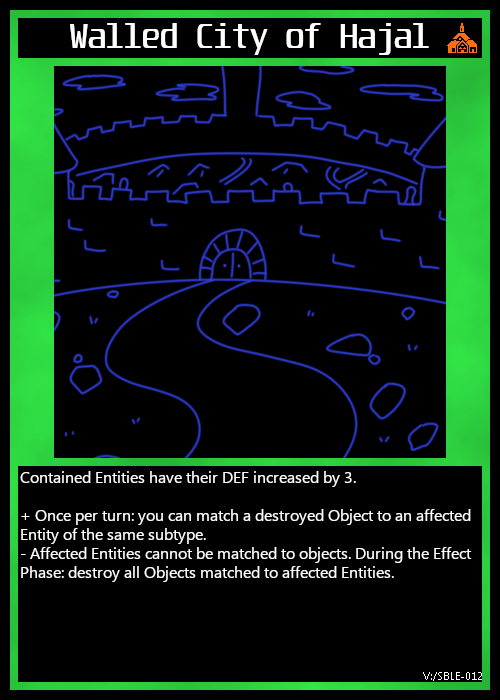 Walled City of Hajal
Contained Entities have their DEF increased by 3.
+ Once per turn: you can match a destroyed Object to an affected
Entity of the same subtype.
- Affected Entities cannot be matched to objects. During the Effect
Phase: destroy all Objects matched to affected Entities.
V:/SBLE-012